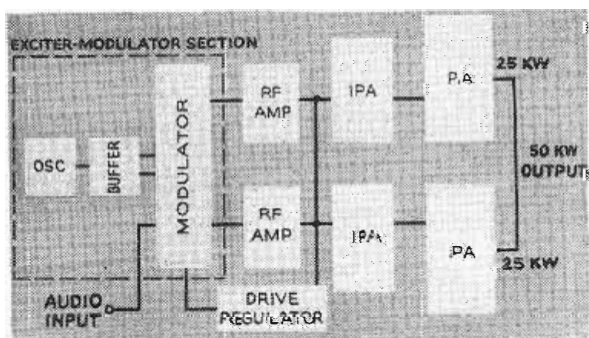 EXCITER-MODULATOR SECTION
OSC
BUFFER
MODULATOR
RF
AMP
RF
AMP
IPA
IPA
PA
PA
25 KW
25 KW
50 KW
OUTPUT
AUDIO
INPUT
DRIVE
REGULATOR